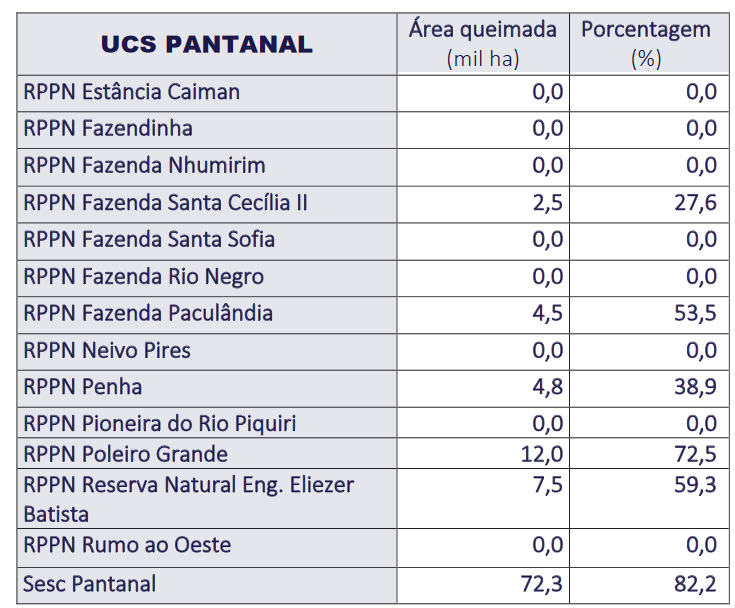 UCS PANTANAL Área queimada (mil ha) Porcentagem (%)
RPPN Estância Caiman 0,0 0,0
RPPN Fazendinha 0,0 0,0
RPPN Fazenda Nhumirim 0,0 0,0
RPPN Fazenda Santa Cecília II 2,5 27,6
RPPN Fazenda Santa Sofia 0,0 0,0
RPPN Fazenda Rio Negro 0,0 0,0
RPPN Fazenda Paculândia 4,5 53,5
RPPN Neivo Pires 0,0 0,0
RPPN Penha 4,8 38,9
RPPN Pioneira do Rio Piquiri 0,0 0,0
RPPN Poleiro Grande 12,0 72,5
RPPN Reserva Natural Eng. Eliezer 7,5 59,3
Batista
RPPN Rumo ao Oeste 0,0 0,0
Sesc Pantanal 72,3 82,2